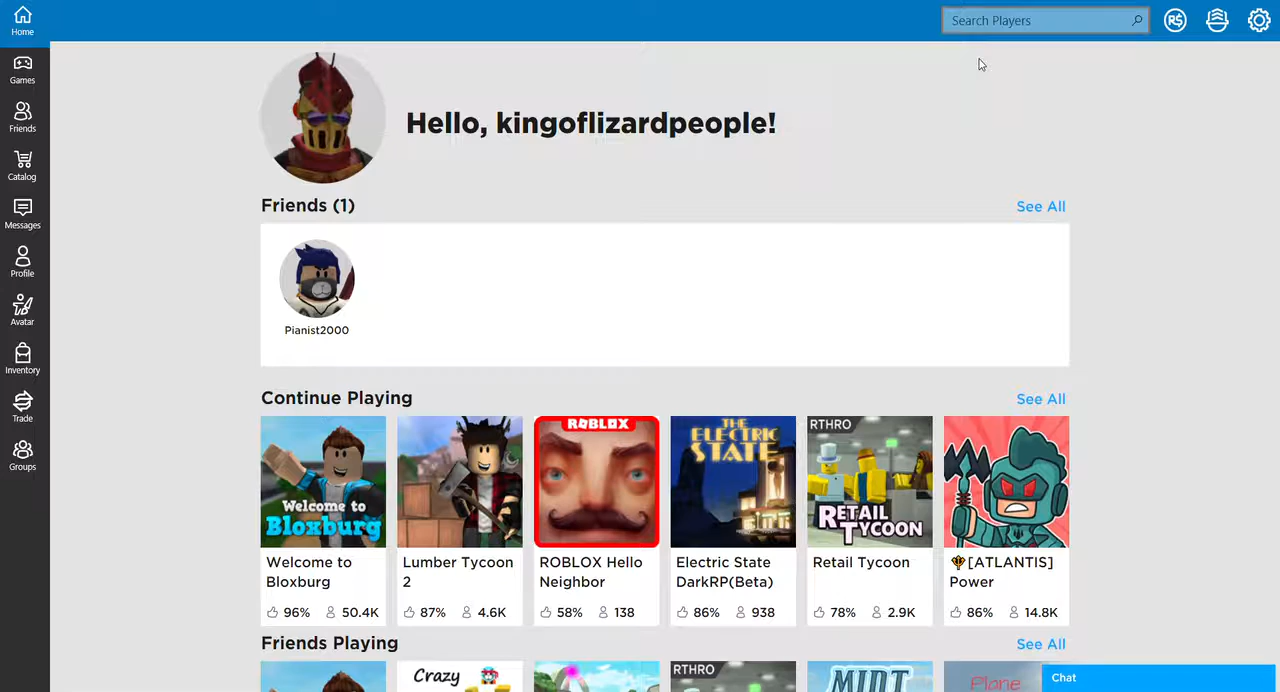 Home
Search Players
R$
Games
Friends
Catalog
Messages
Profile
Avatar
Inventory
Trade
Groups
Hello, kingoflizardpeople!
Friends (1)
See All
Pianist2000
Continue Playing
See All
Welcome to
Bloxburg
ROBLOX
THE
ELECTRIC
STATE
RTHRO
RETAIL
TYCOON
Welcome to
Bloxburg
96% 50.4K
Lumber Tycoon
2
87% 4.6K
ROBLOX Hello
Neighbor
58% 138
Electric State
DarkRP(Beta)
86% 938
Retail Tycoon
78% 2.9K
[ATLANTIS]
Power
86% 14.8K
Friends Playing
See All
Crazy
RTHRO
MINT
Plane
Chat